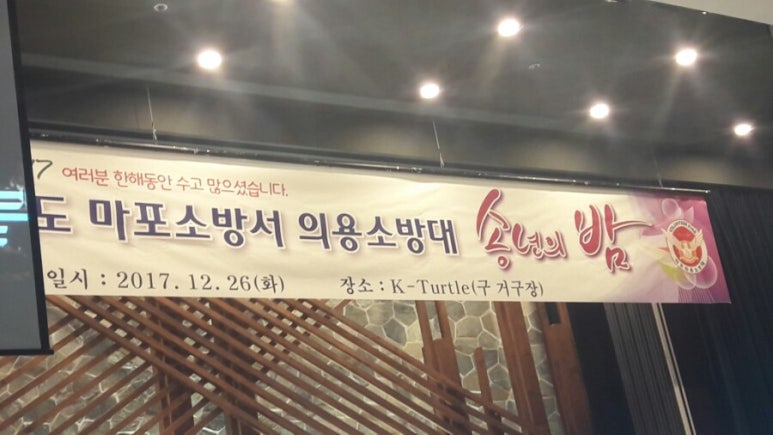 7 여러분 한해동안 수고 많으셨습니다.
도 마포소방서 의용소방대 송년의 밤
일시 : 2017. 12. 26(화) 장소 : K-Turtle(구 거구장)